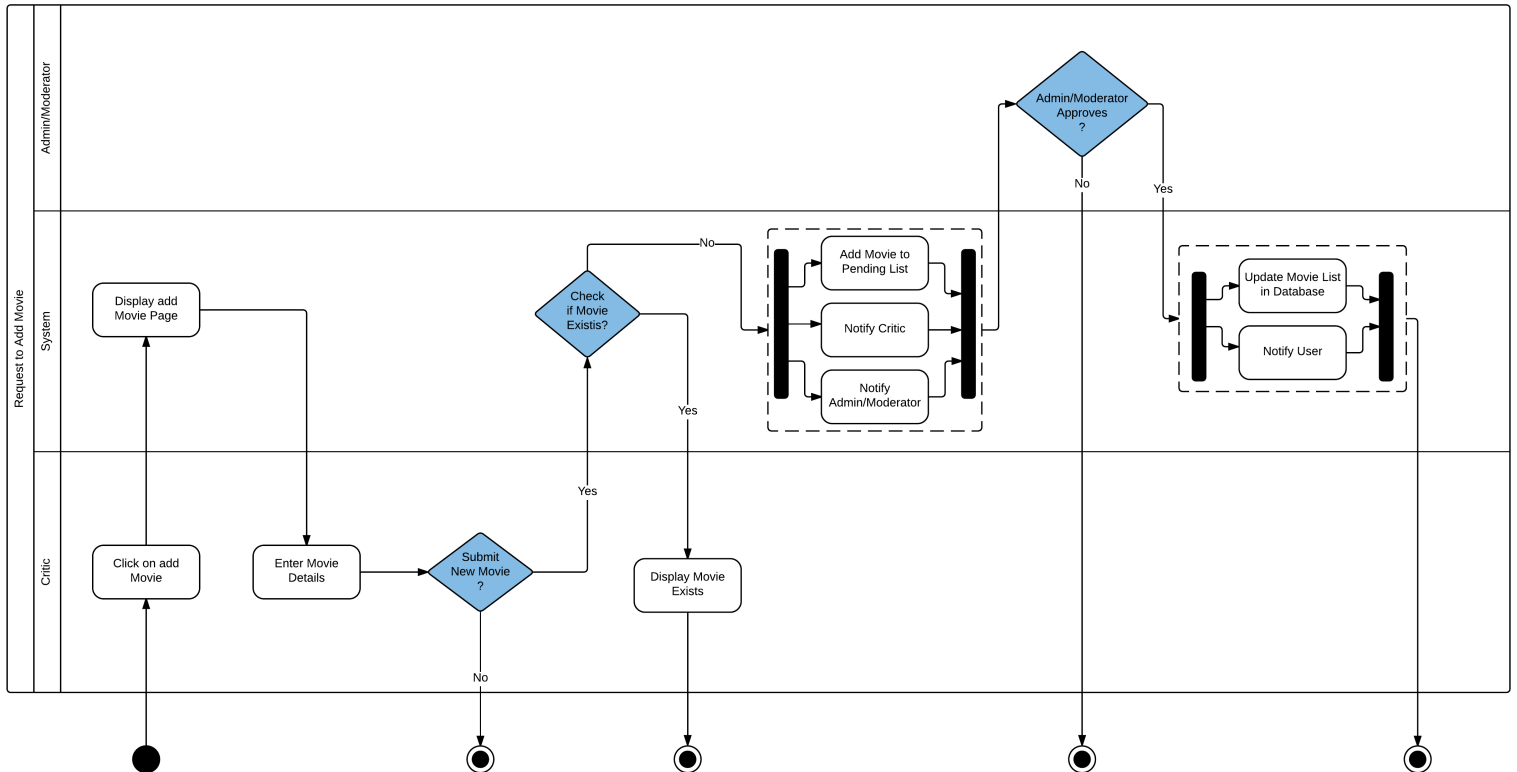 Request to Add Movie
Admin/Moderator
System
Critic
Admin/Moderator
Approves
?
No
Yes
No
Add Movie to
Pending List
Notify Critic
Notify
Admin/Moderator
Update Movie List
in Database
Notify User
Display add
Movie Page
Check
if Movie
Existis?
Yes
Yes
Click on add
Movie
Enter Movie
Details
Submit
New Movie
?
Display Movie
Exists
No